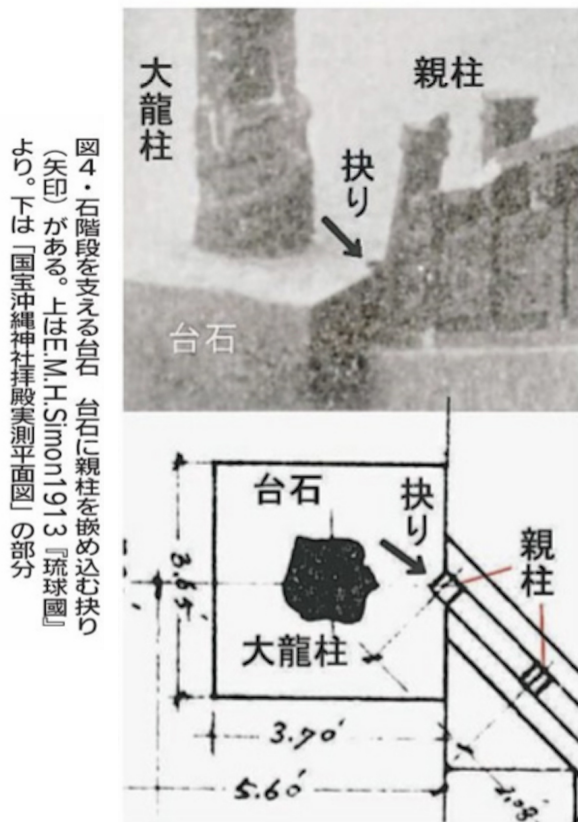 図4・石階段を支える台石 台石に親柱を嵌め込む抉り
（矢印）がある。上はE.M.H.Simon1913『琉球國』
より。下は「国宝沖縄神社拝殿実測平面図」の部分
大龍柱
親柱
抉り
台石
台石
抉り
親柱
大龍柱
3.85'
3.70'
5.60'